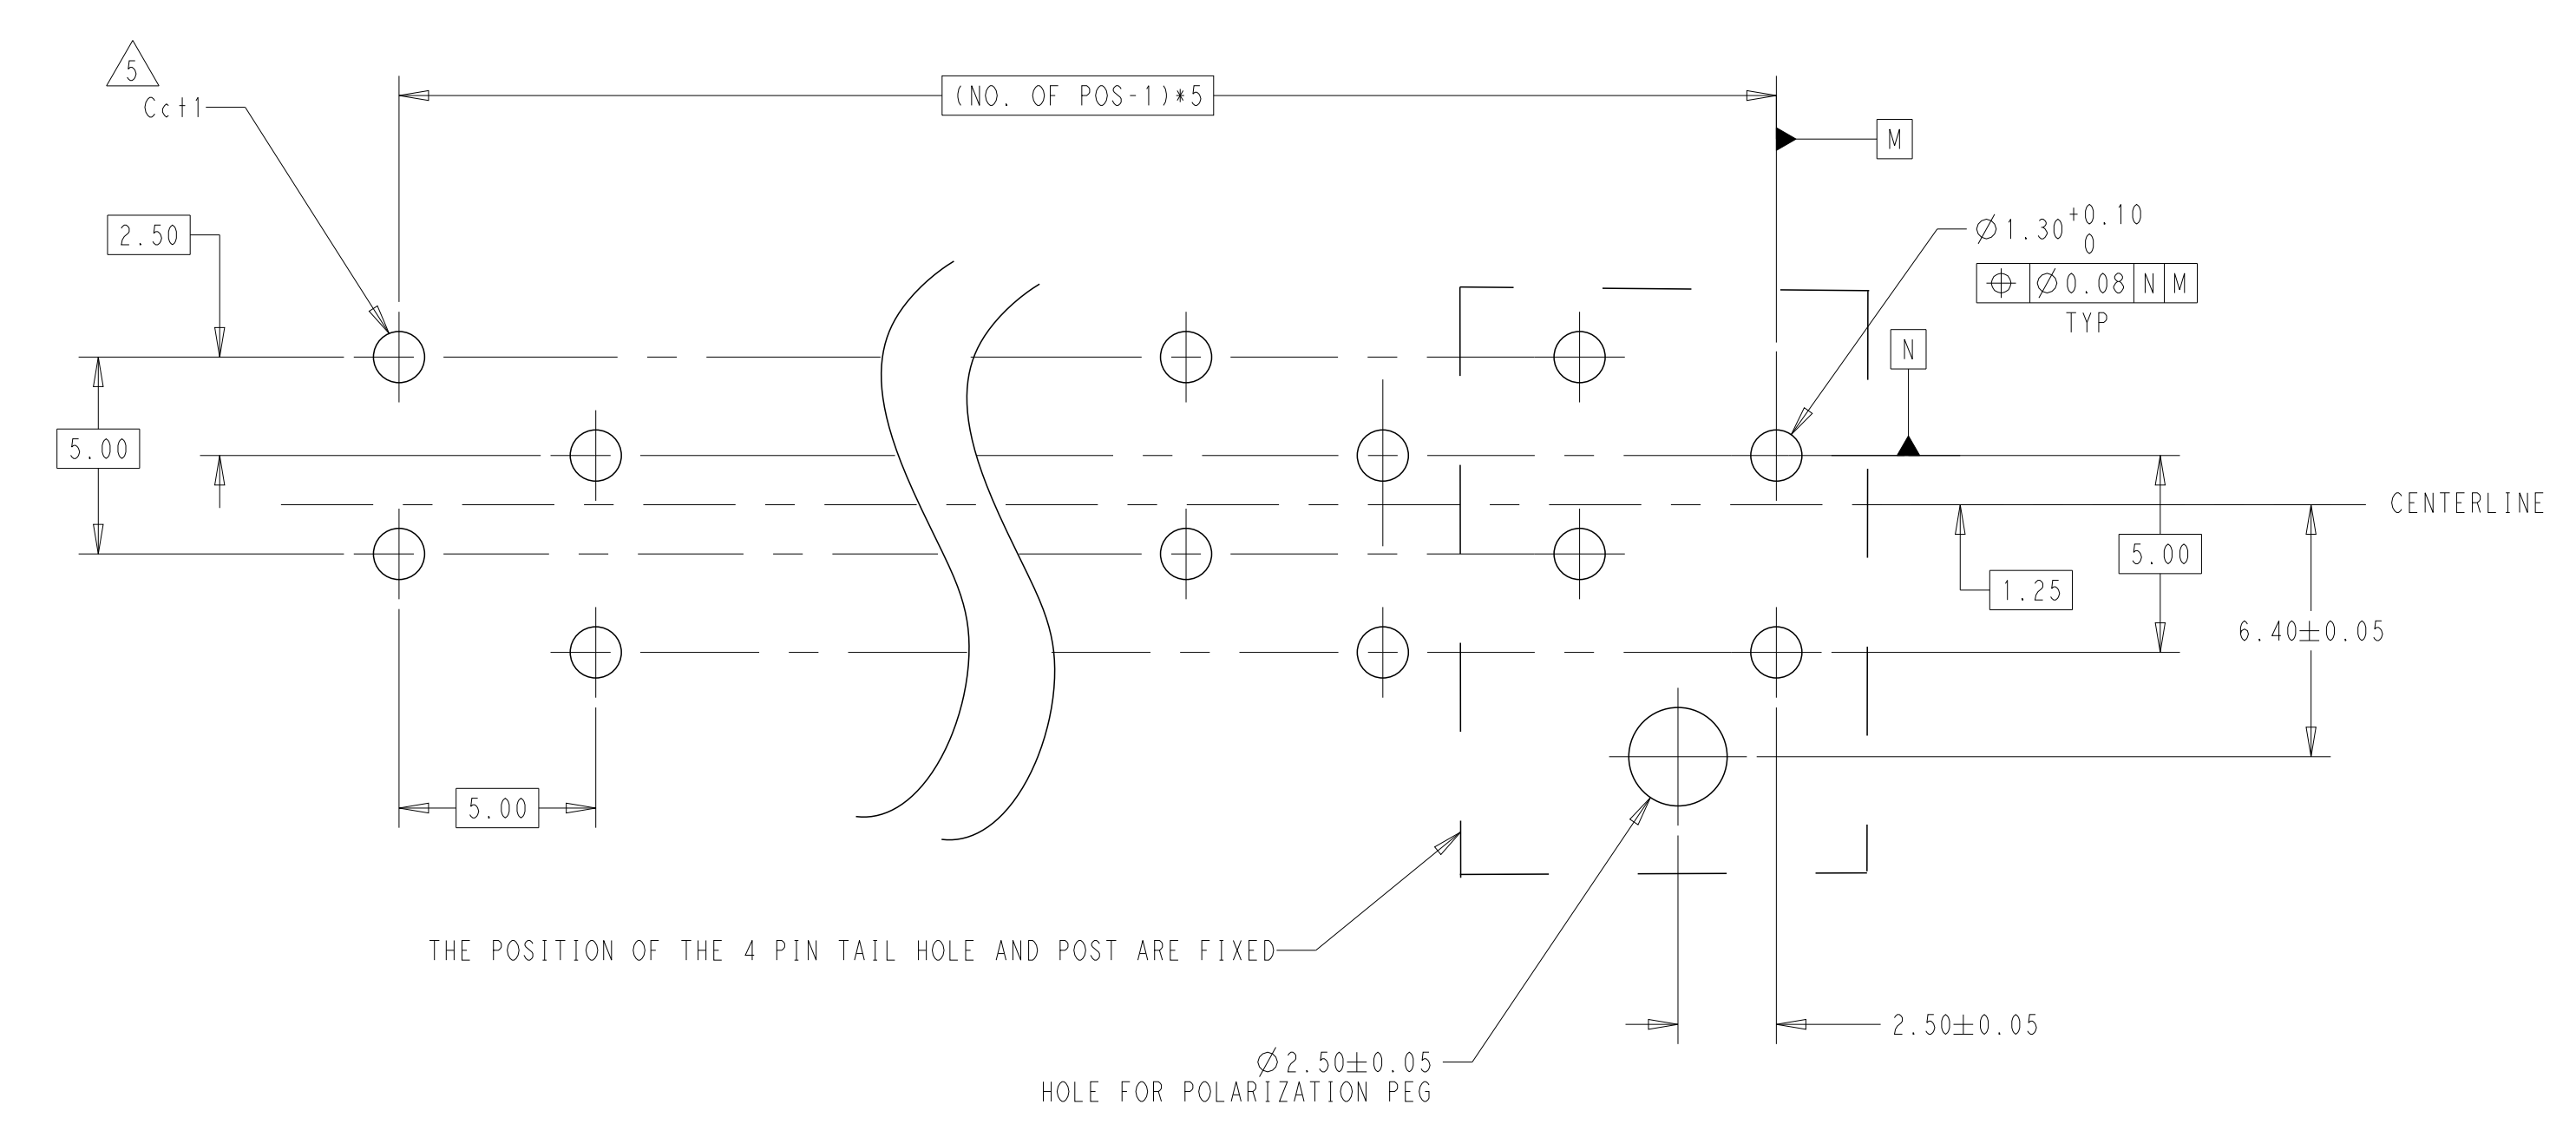 5
Cct1
(NO. OF POS-1)*5
M
2.50
Ø1.30 +0.10
0
⌖ Ø0.08 N M
TYP
N
5.00
CENTERLINE
5.00
1.25
6.40±0.05
5.00
THE POSITION OF THE 4 PIN TAIL HOLE AND POST ARE FIXED
2.50±0.05
Ø2.50±0.05
HOLE FOR POLARIZATION PEG